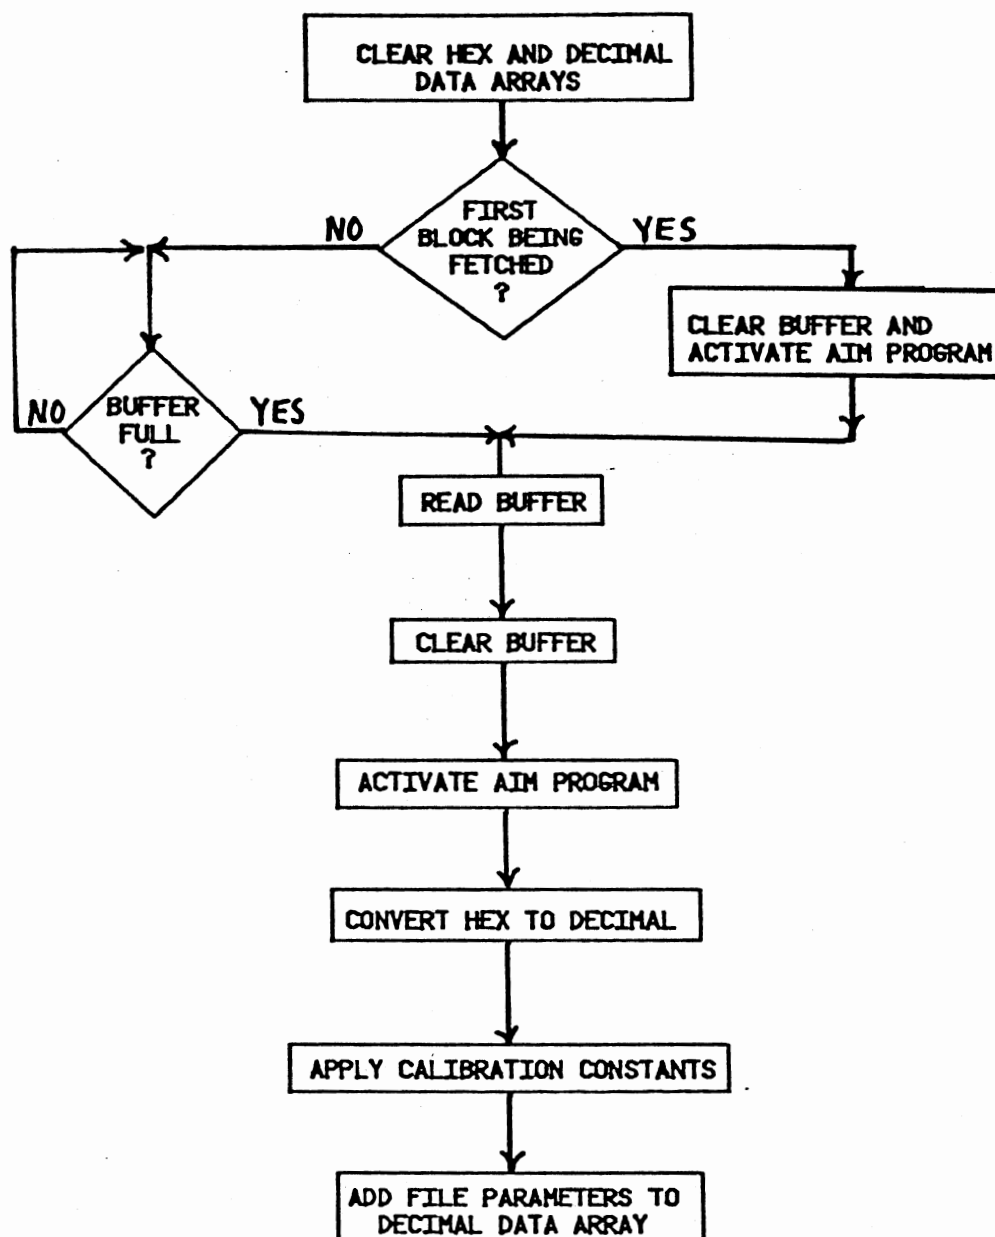 CLEAR HEX AND DECIMAL
DATA ARRAYS
FIRST
BLOCK BEING
FETCHED
?
NO
YES
CLEAR BUFFER AND
ACTIVATE AIM PROGRAM
BUFFER
FULL
?
NO
YES
READ BUFFER
CLEAR BUFFER
ACTIVATE AIM PROGRAM
CONVERT HEX TO DECIMAL
APPLY CALIBRATION CONSTANTS
ADD FILE PARAMETERS TO
DECIMAL DATA ARRAY